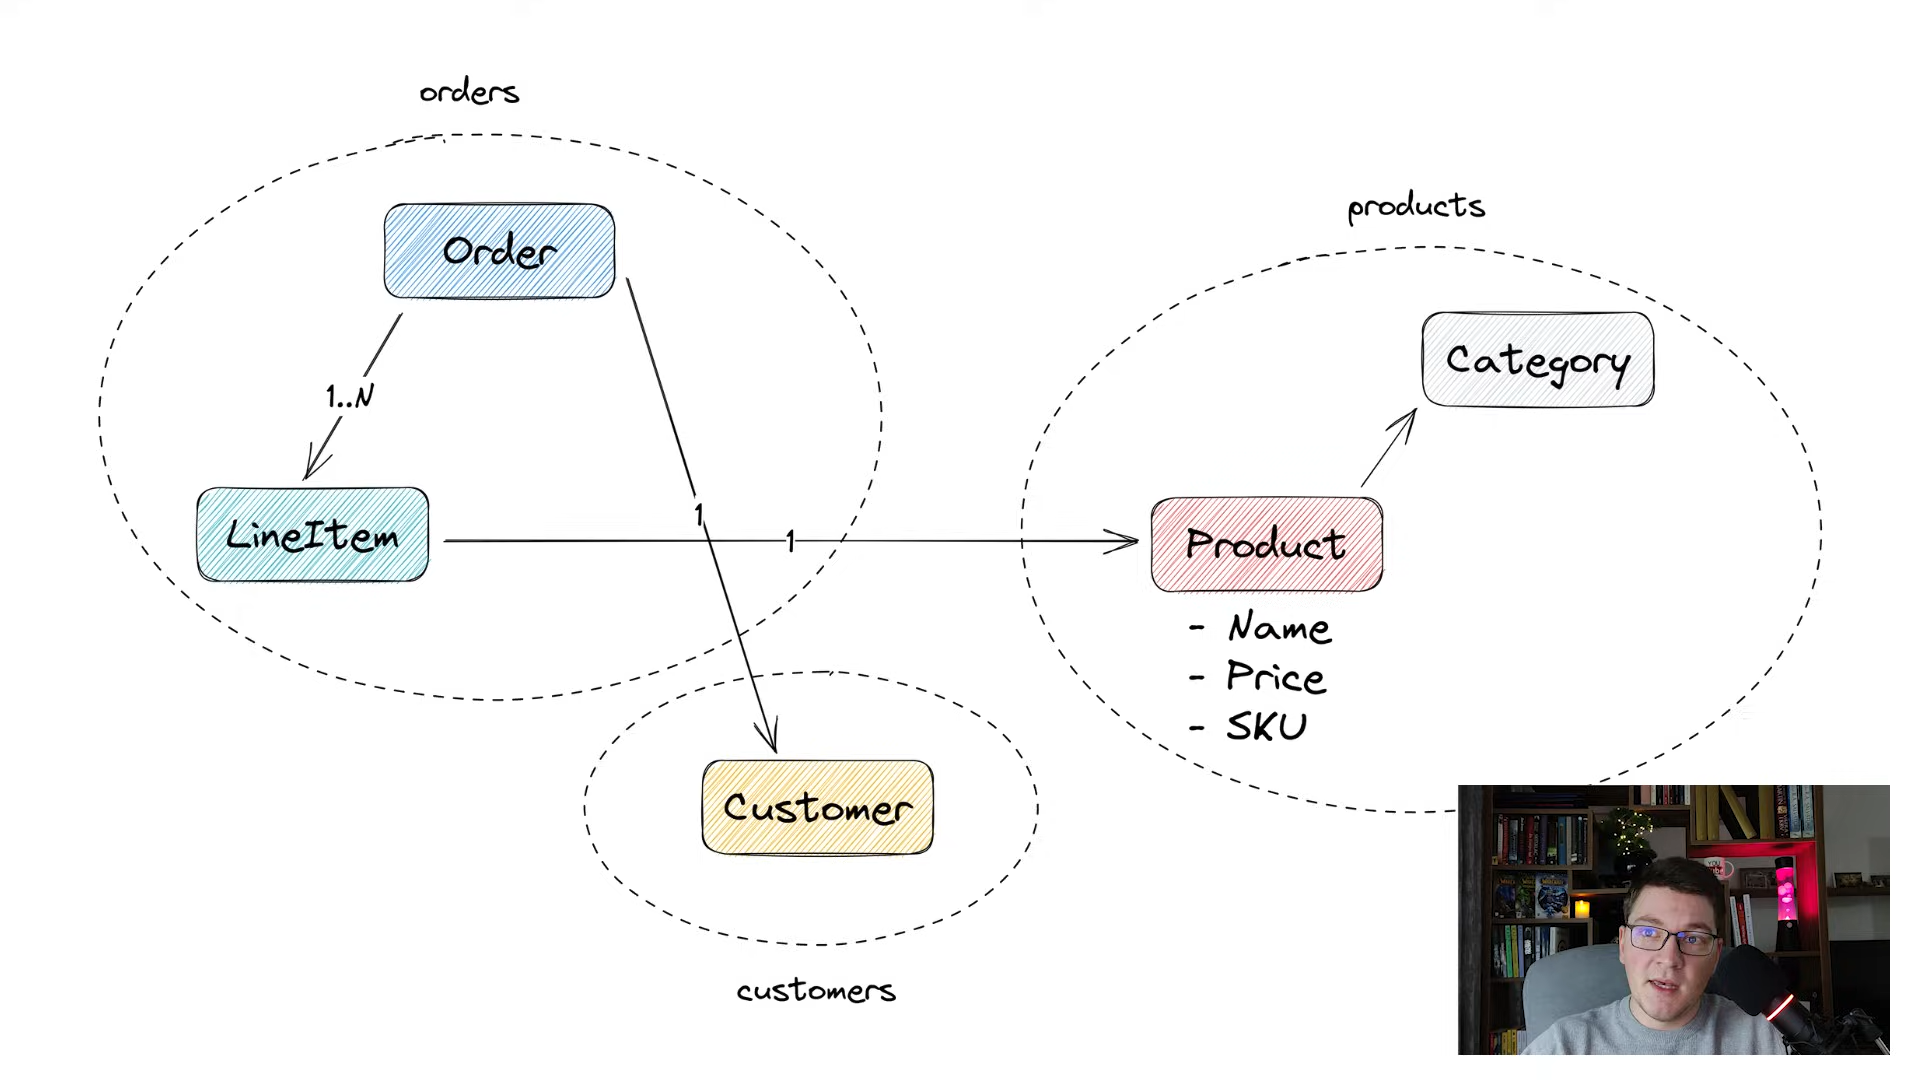 orders
Order
1..N
LineItem
1
1
products
Category
Product
- Name
- Price
- SKU
Customer
customers